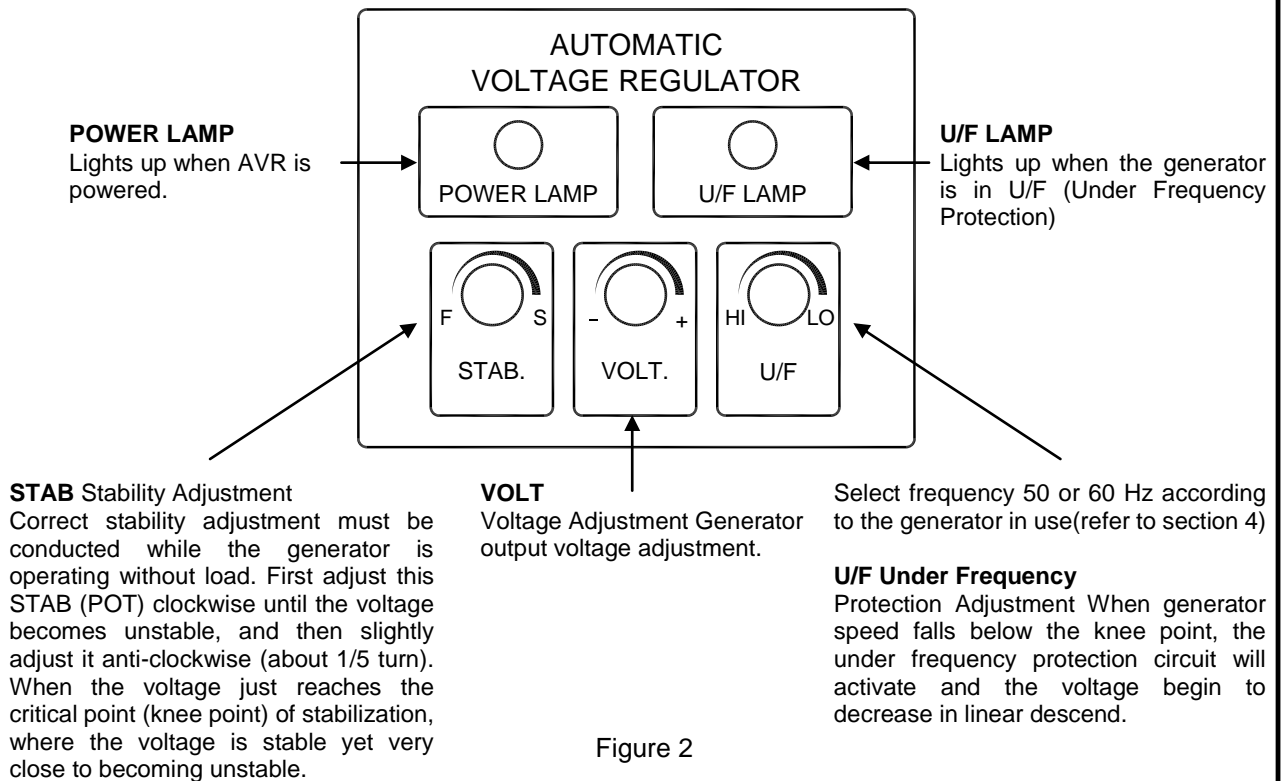 AUTOMATIC
VOLTAGE REGULATOR
POWER LAMP
Lights up when AVR is
powered.
POWER LAMP
U/F LAMP
U/F LAMP
Lights up when the generator
is in U/F (Under Frequency
Protection)
F S
STAB.
- +
VOLT.
HI LO
U/F
STAB Stability Adjustment
Correct stability adjustment must be
conducted while the generator is
operating without load. First adjust this
STAB (POT) clockwise until the voltage
becomes unstable, and then slightly
adjust it anti-clockwise (about 1/5 turn).
When the voltage just reaches the
critical point (knee point) of stabilization,
where the voltage is stable yet very
close to becoming unstable.
VOLT
Voltage Adjustment Generator
output voltage adjustment.
Select frequency 50 or 60 Hz according
to the generator in use(refer to section 4)
U/F Under Frequency
Protection Adjustment When generator
speed falls below the knee point, the
under frequency protection circuit will
activate and the voltage begin to
decrease in linear descend.
Figure 2